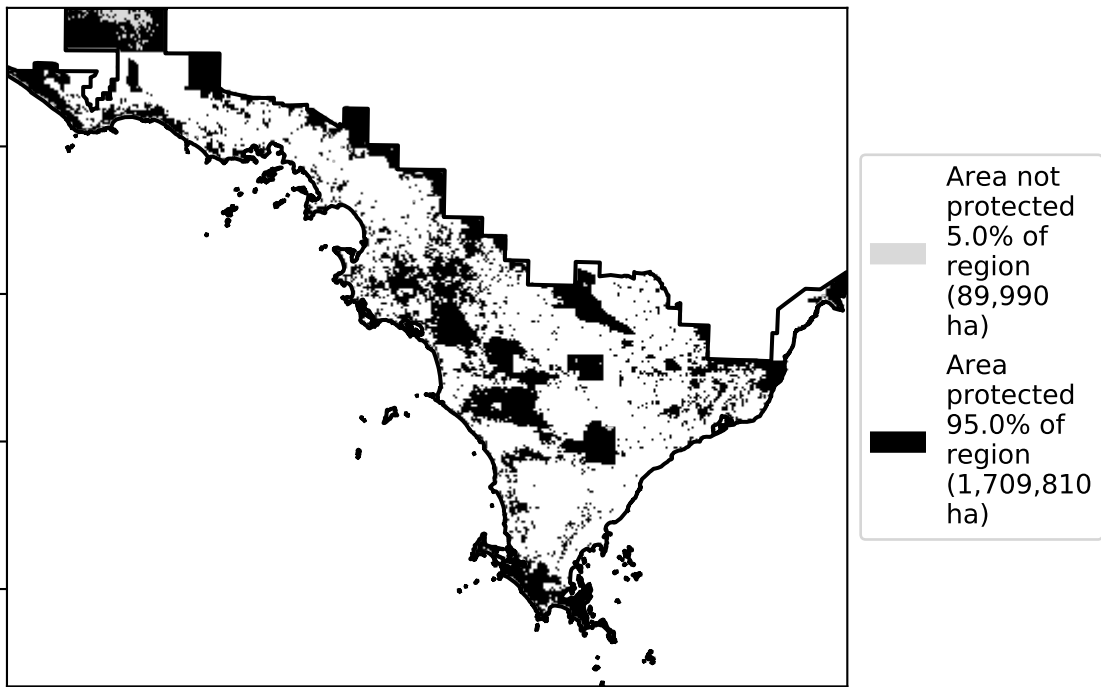 Area not
protected
5.0% of
region
(89,990
ha)
Area
protected
95.0% of
region
(1,709,810
ha)